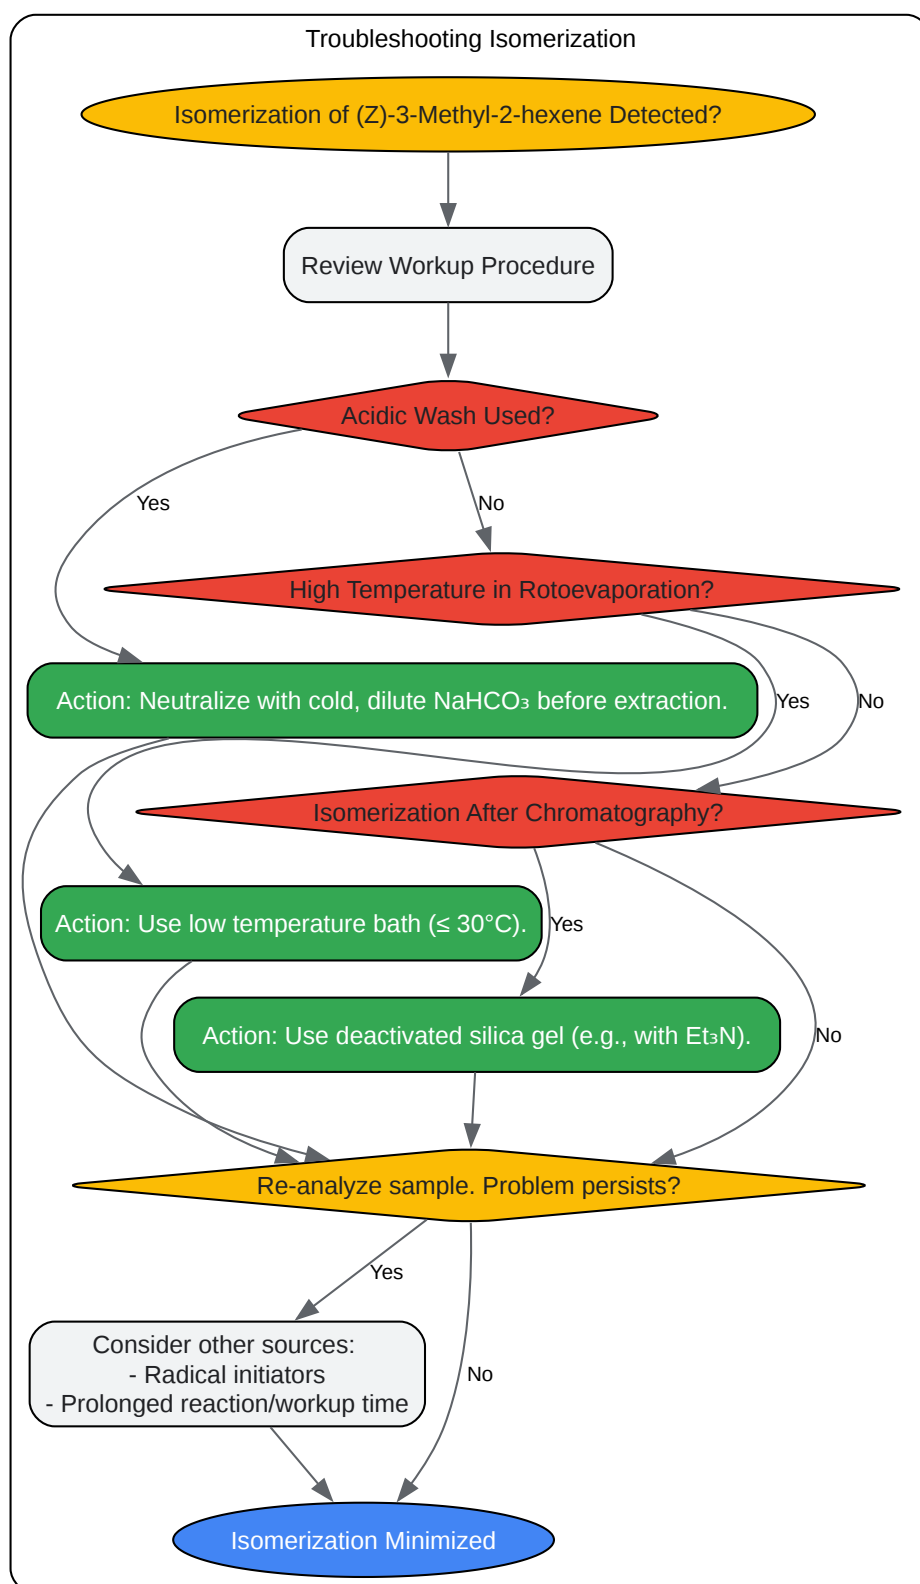 Troubleshooting Isomerization
Isomerization of (Z)-3-Methyl-2-hexene Detected?
Review Workup Procedure
Acidic Wash Used?
Yes
No
High Temperature in Rotoevaporation?
Action: Neutralize with cold, dilute NaHCO₃ before extraction.
Yes
No
Isomerization After Chromatography?
Action: Use low temperature bath (≤ 30°C).
Yes
Action: Use deactivated silica gel (e.g., with Et₃N).
No
Re-analyze sample. Problem persists?
Yes
Consider other sources:
- Radical initiators
- Prolonged reaction/workup time
No
Isomerization Minimized